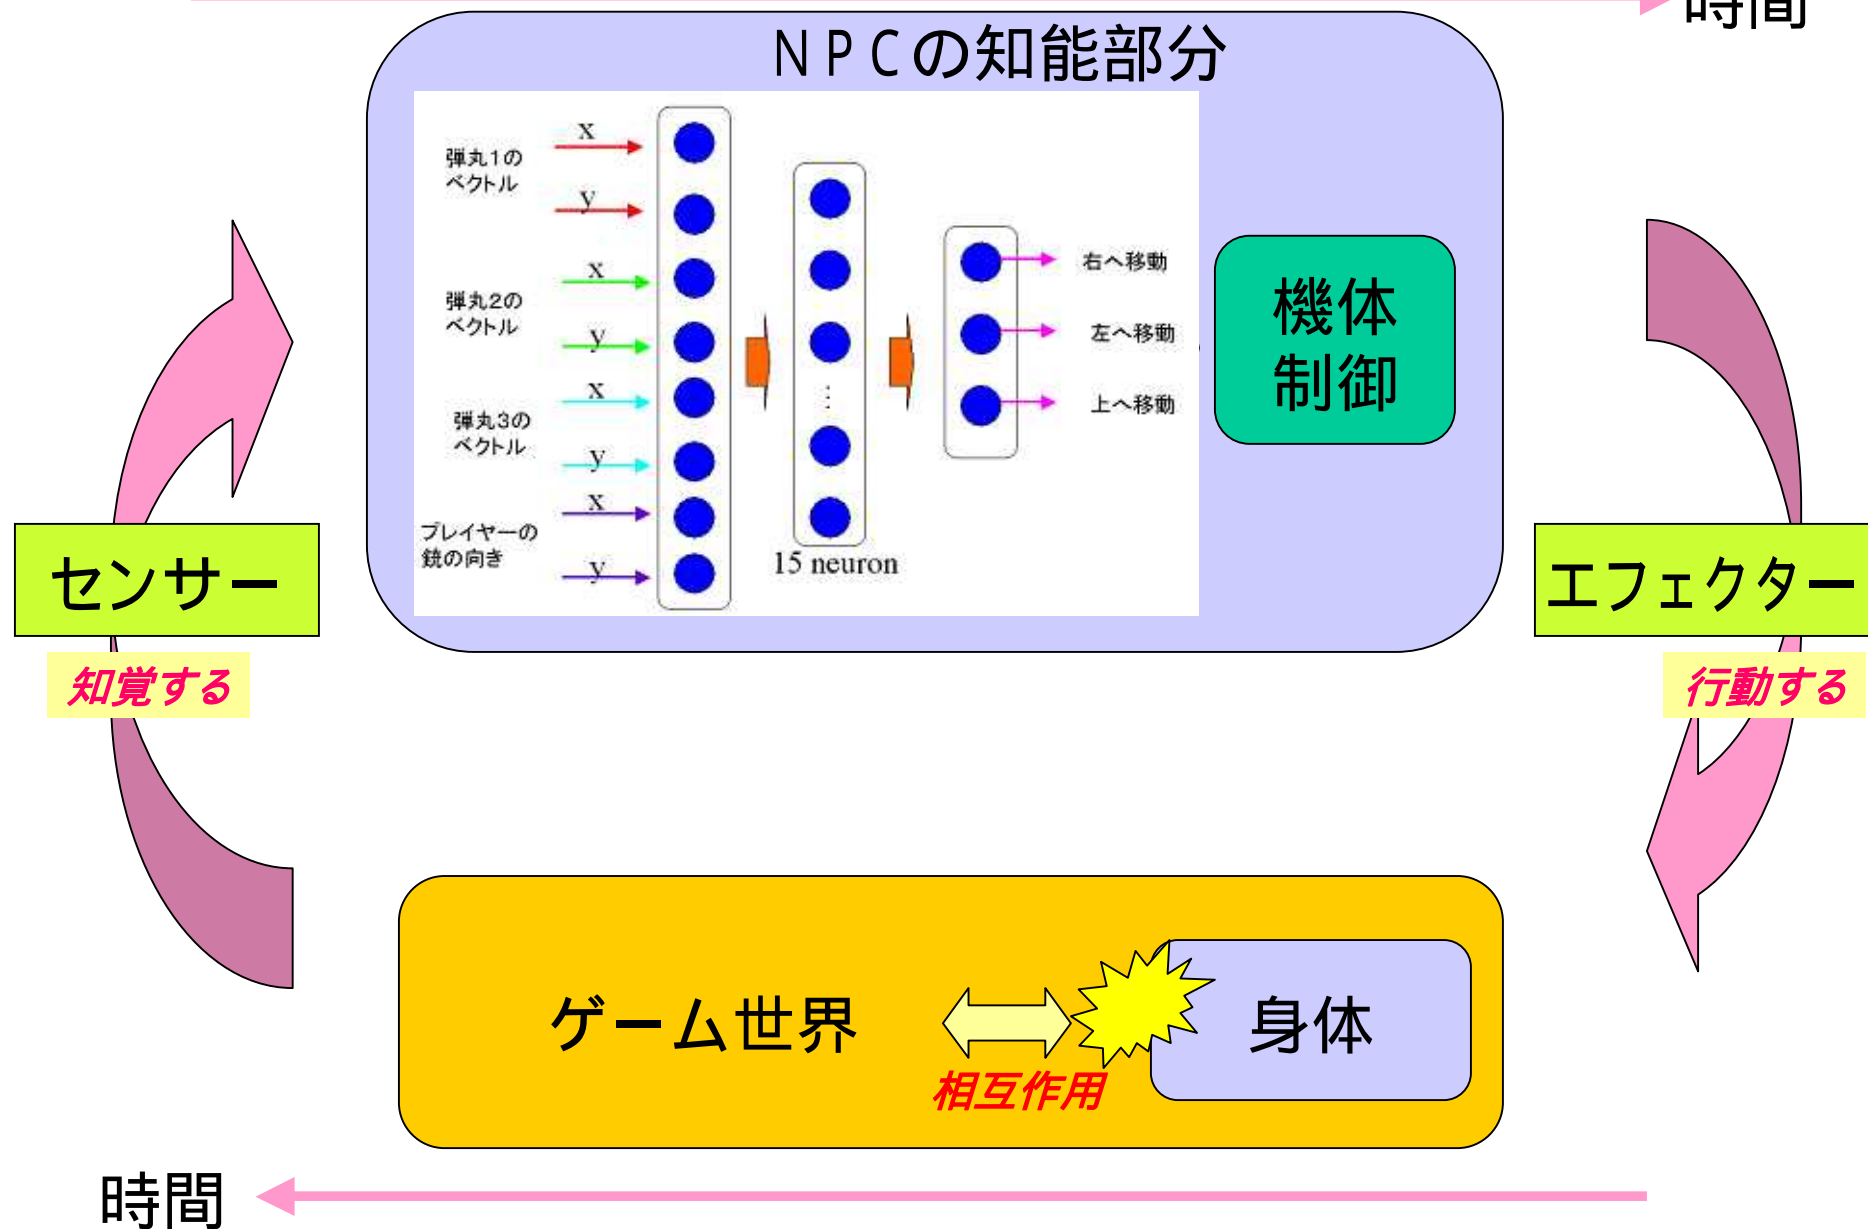 時間
NPCの知能部分
弾丸1の
ベクトル
x
y
弾丸2の
ベクトル
x
y
弾丸3の
ベクトル
x
y
プレイヤーの
銃の向き
x
y
15 neuron
右へ移動
左へ移動
上へ移動
機体
制御
センサー
知覚する
エフェクター
行動する
ゲーム世界
相互作用
身体
時間